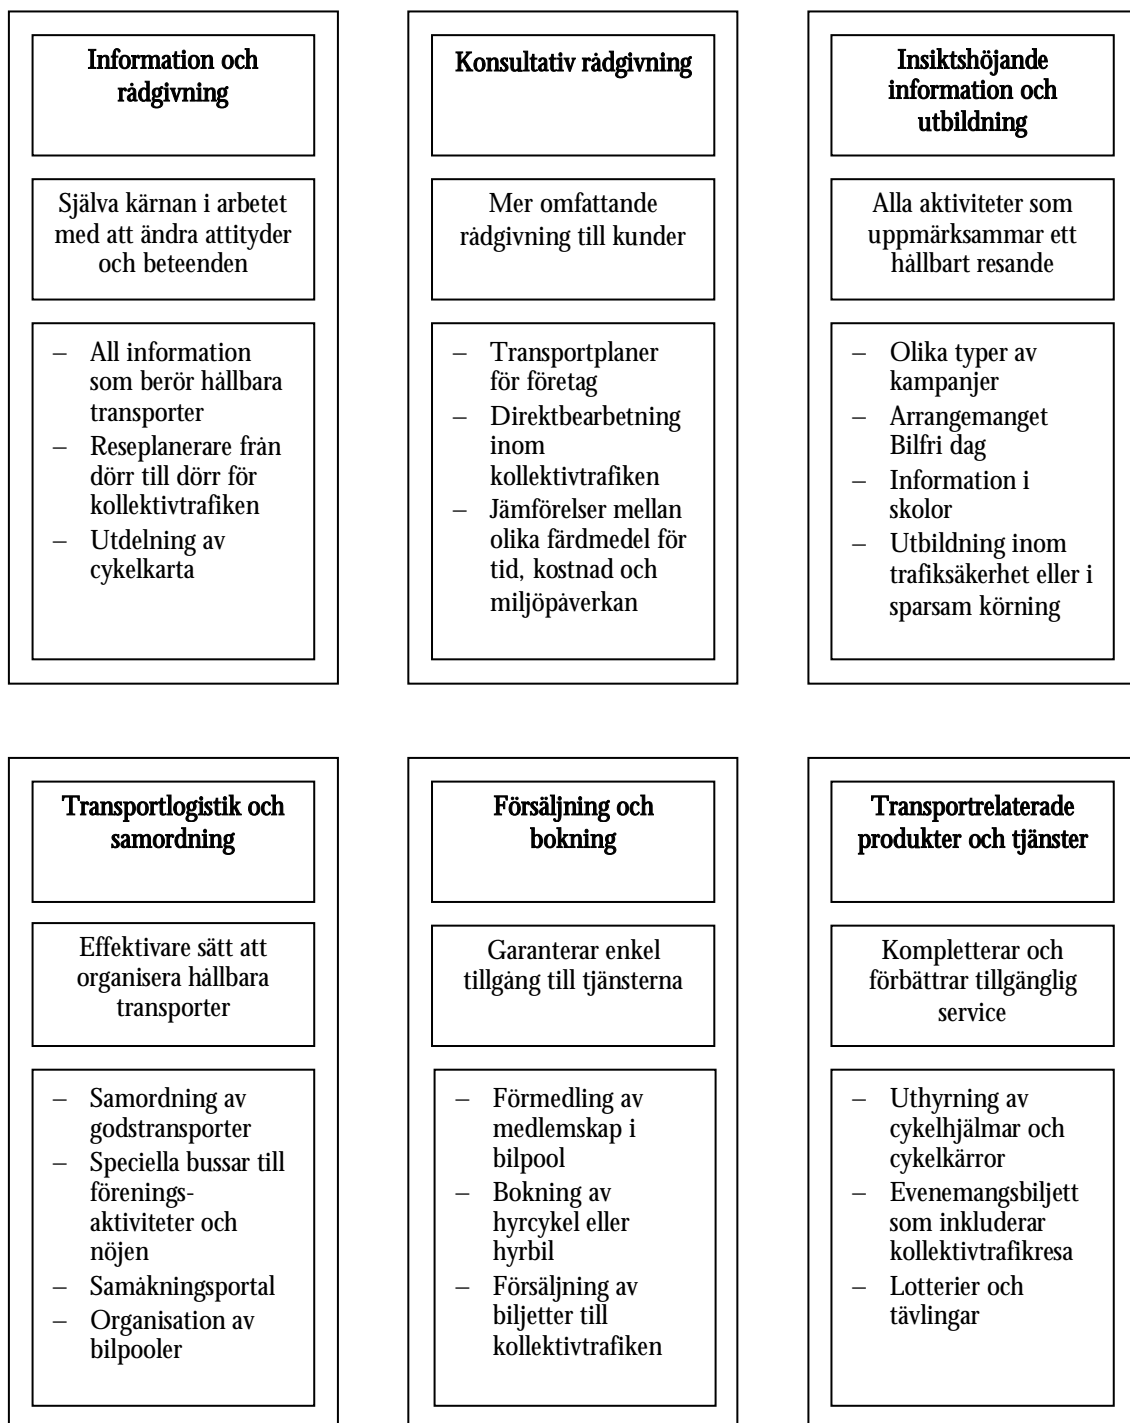 Information och
rådgivning
Själva kärnan i arbetet
med att ändra attityder
och beteenden
– All information
som berör hållbara
transporter
– Reseplanerare från
dörr till dörr för
kollektivtrafiken
– Utdelning av
cykelkarta
Konsultativ rådgivning
Mer omfattande
rådgivning till kunder
– Transportplaner
för företag
– Direktbearbetning
inom
kollektivtrafiken
– Jämförelser mellan
olika färdmedel för
tid, kostnad och
miljöpåverkan
Insiktshöjande
information och
utbildning
Alla aktiviteter som
uppmärksammar ett
hållbart resande
– Olika typer av
kampanjer
– Arrangemanget
Bilfri dag
– Information i
skolor
– Utbildning inom
trafiksäkerhet eller i
sparsam körning
Transportlogistik och
samordning
Effektivare sätt att
organisera hållbara
transporter
– Samordning av
godstransporter
– Speciella bussar till
förenings-
aktiviteter och
nöjen
– Samåkningsportal
– Organisation av
bilpooler
Försäljning och
bokning
Garanterar enkel
tillgång till tjänsterna
– Förmedling av
medlemskap i
bilpool
– Bokning av
hyrcykel eller
hyrbil
– Försäljning av
biljetter till
kollektivtrafiken
Transportrelaterade
produkter och tjänster
Kompletterar och
förbättrar tillgänglig
service
– Uthyrning av
cykelhjälmar och
cykelkärror
– Evenemangsbiljett
som inkluderar
kollektivtrafikresa
– Lotterier och
tävlingar